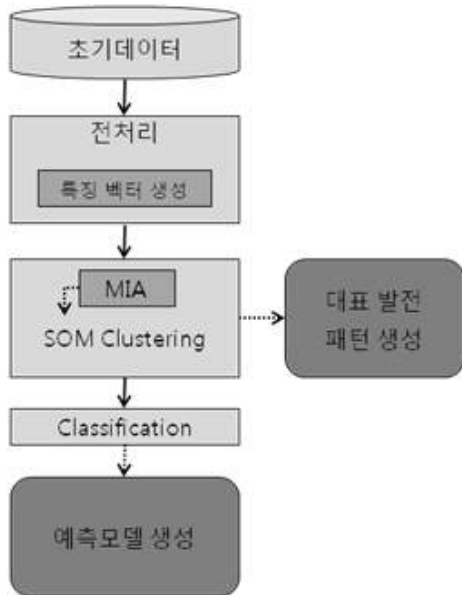 초기데이터
전처리
특징 벡터 생성
MIA
SOM Clustering
대표 발전
패턴 생성
Classification
예측모델 생성